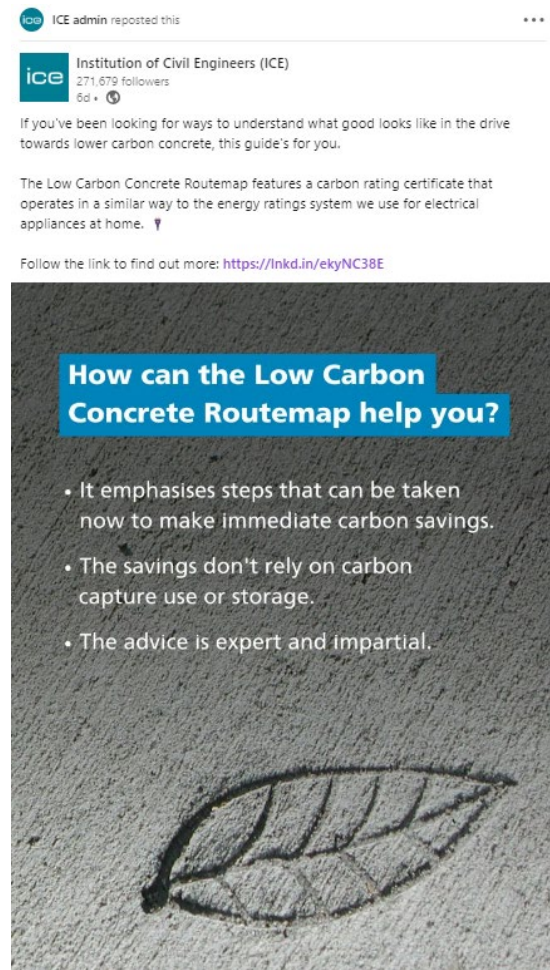 ice ICE admin reposted this
ice
Institution of Civil Engineers (ICE)
271,679 followers
6d •
If you've been looking for ways to understand what good looks like in the drive
towards lower carbon concrete, this guide's for you.
The Low Carbon Concrete Routemap features a carbon rating certificate that
operates in a similar way to the energy ratings system we use for electrical
appliances at home.
Follow the link to find out more: https://lnkd.in/ekyNC38E
How can the Low Carbon
Concrete Routemap help you?
• It emphasises steps that can be taken
now to make immediate carbon savings.
• The savings don't rely on carbon
capture use or storage.
• The advice is expert and impartial.